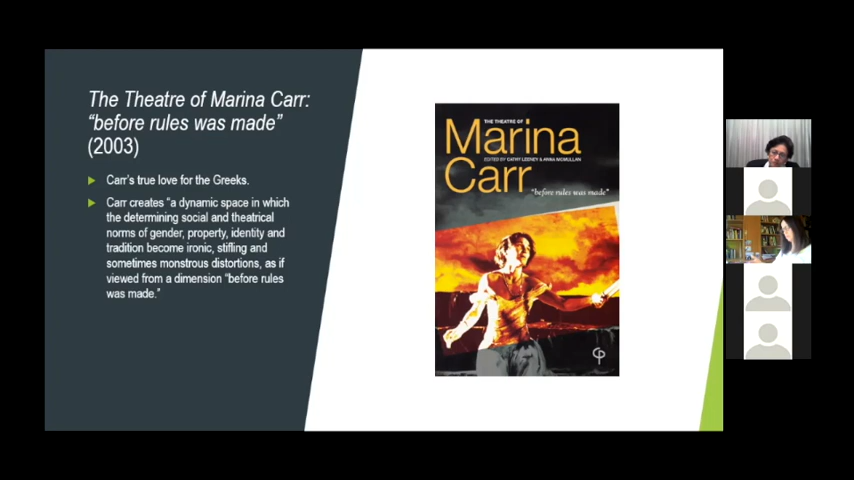 The Theatre of Marina Carr:
“before rules was made”
(2003)
Carr’s true love for the Greeks.
Carr creates “a dynamic space in which
the determining social and theatrical
norms of gender, property, identity and
tradition become ironic, stifling and
sometimes monstrous distortions, as if
viewed from a dimension “before rules
was made.”
THE THEATRE OF
Marina
EDITED BY CATHY LEENEY & ANNA MCMULLAN
Carr
“before rules was made”